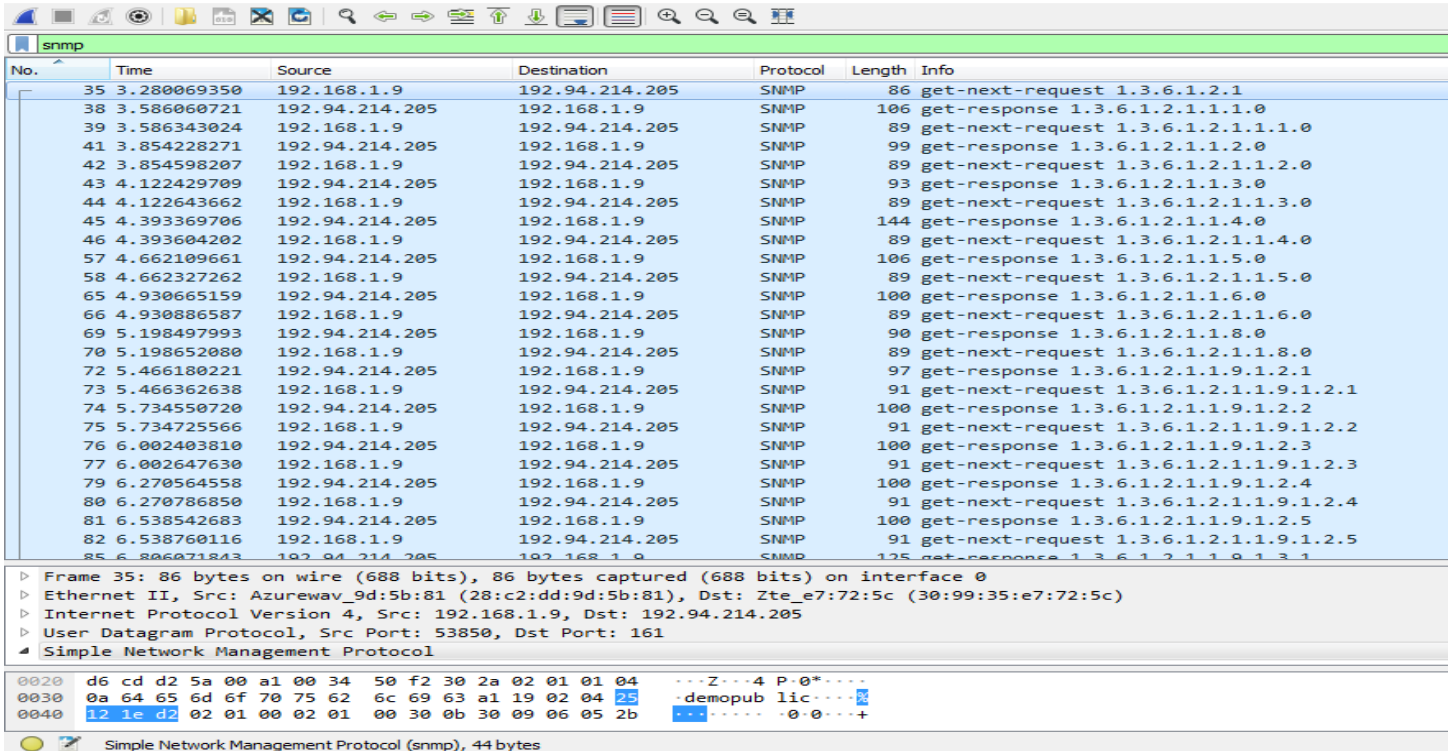 snmp
No. Time Source Destination Protocol Length Info
35 3.280069350 192.168.1.9 192.94.214.205 SNMP 86 get-next-request 1.3.6.1.2.1
38 3.586060721 192.94.214.205 192.168.1.9 SNMP 106 get-response 1.3.6.1.2.1.1.1.0
39 3.586343024 192.168.1.9 192.94.214.205 SNMP 89 get-next-request 1.3.6.1.2.1.1.1.0
41 3.854228271 192.94.214.205 192.168.1.9 SNMP 99 get-response 1.3.6.1.2.1.1.2.0
42 3.854598207 192.168.1.9 192.94.214.205 SNMP 89 get-next-request 1.3.6.1.2.1.1.2.0
43 4.122429709 192.94.214.205 192.168.1.9 SNMP 93 get-response 1.3.6.1.2.1.1.3.0
44 4.122643662 192.168.1.9 192.94.214.205 SNMP 89 get-next-request 1.3.6.1.2.1.1.3.0
45 4.393369706 192.94.214.205 192.168.1.9 SNMP 144 get-response 1.3.6.1.2.1.1.4.0
46 4.393604202 192.168.1.9 192.94.214.205 SNMP 89 get-next-request 1.3.6.1.2.1.1.4.0
57 4.662109661 192.94.214.205 192.168.1.9 SNMP 106 get-response 1.3.6.1.2.1.1.5.0
58 4.662327262 192.168.1.9 192.94.214.205 SNMP 89 get-next-request 1.3.6.1.2.1.1.5.0
65 4.930665159 192.94.214.205 192.168.1.9 SNMP 100 get-response 1.3.6.1.2.1.1.6.0
66 4.930886587 192.168.1.9 192.94.214.205 SNMP 89 get-next-request 1.3.6.1.2.1.1.6.0
69 5.198497993 192.94.214.205 192.168.1.9 SNMP 90 get-response 1.3.6.1.2.1.1.8.0
70 5.198652080 192.168.1.9 192.94.214.205 SNMP 89 get-next-request 1.3.6.1.2.1.1.8.0
72 5.466180221 192.94.214.205 192.168.1.9 SNMP 97 get-response 1.3.6.1.2.1.1.9.1.2.1
73 5.466362638 192.168.1.9 192.94.214.205 SNMP 91 get-next-request 1.3.6.1.2.1.1.9.1.2.1
74 5.734550720 192.94.214.205 192.168.1.9 SNMP 100 get-response 1.3.6.1.2.1.1.9.1.2.2
75 5.734725566 192.168.1.9 192.94.214.205 SNMP 91 get-next-request 1.3.6.1.2.1.1.9.1.2.2
76 6.002403810 192.94.214.205 192.168.1.9 SNMP 100 get-response 1.3.6.1.2.1.1.9.1.2.3
77 6.002647630 192.168.1.9 192.94.214.205 SNMP 91 get-next-request 1.3.6.1.2.1.1.9.1.2.3
79 6.270564558 192.94.214.205 192.168.1.9 SNMP 100 get-response 1.3.6.1.2.1.1.9.1.2.4
80 6.270786850 192.168.1.9 192.94.214.205 SNMP 91 get-next-request 1.3.6.1.2.1.1.9.1.2.4
81 6.538542683 192.94.214.205 192.168.1.9 SNMP 100 get-response 1.3.6.1.2.1.1.9.1.2.5
82 6.538760116 192.168.1.9 192.94.214.205 SNMP 91 get-next-request 1.3.6.1.2.1.1.9.1.2.5
85 6.806071843 192.94.214.205 192.168.1.9 SNMP 125 get-response 1.3.6.1.2.1.1.9.1.3.1
Frame 35: 86 bytes on wire (688 bits), 86 bytes captured (688 bits) on interface 0
Ethernet II, Src: Azurewav_9d:5b:81 (28:c2:dd:9d:5b:81), Dst: Zte_e7:72:5c (30:99:35:e7:72:5c)
Internet Protocol Version 4, Src: 192.168.1.9, Dst: 192.94.214.205
User Datagram Protocol, Src Port: 53850, Dst Port: 161
Simple Network Management Protocol
0020 d6 cd d2 5a 00 a1 00 34 50 f2 30 2a 02 01 01 04 ···Z···4 P·0*····
0030 0a 64 65 6d 6f 70 75 62 6c 69 63 a1 19 02 04 25 ·demopub lic····%
0040 12 1e d2 02 01 00 02 01 00 30 0b 30 09 06 05 2b ········ ·0·0···+
Simple Network Management Protocol (snmp), 44 bytes